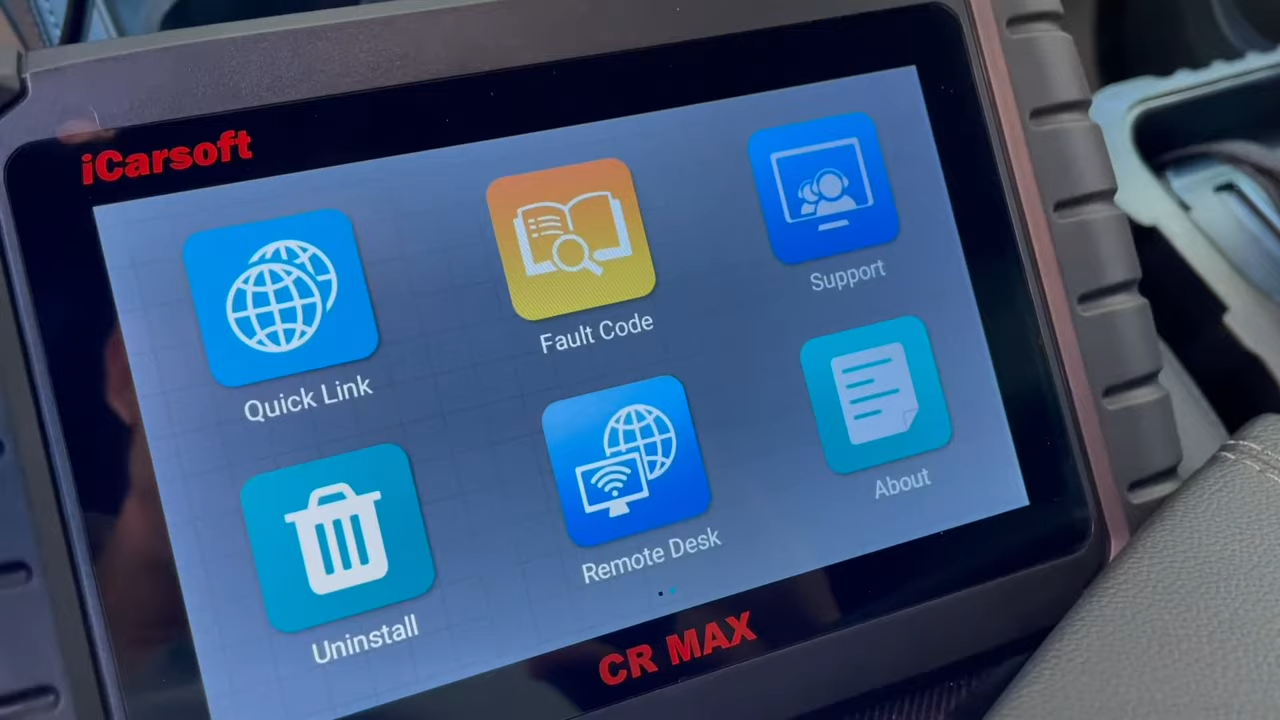 iCarsoft
Quick Link
Fault Code
Support
Uninstall
Remote Desk
About
CR MAX